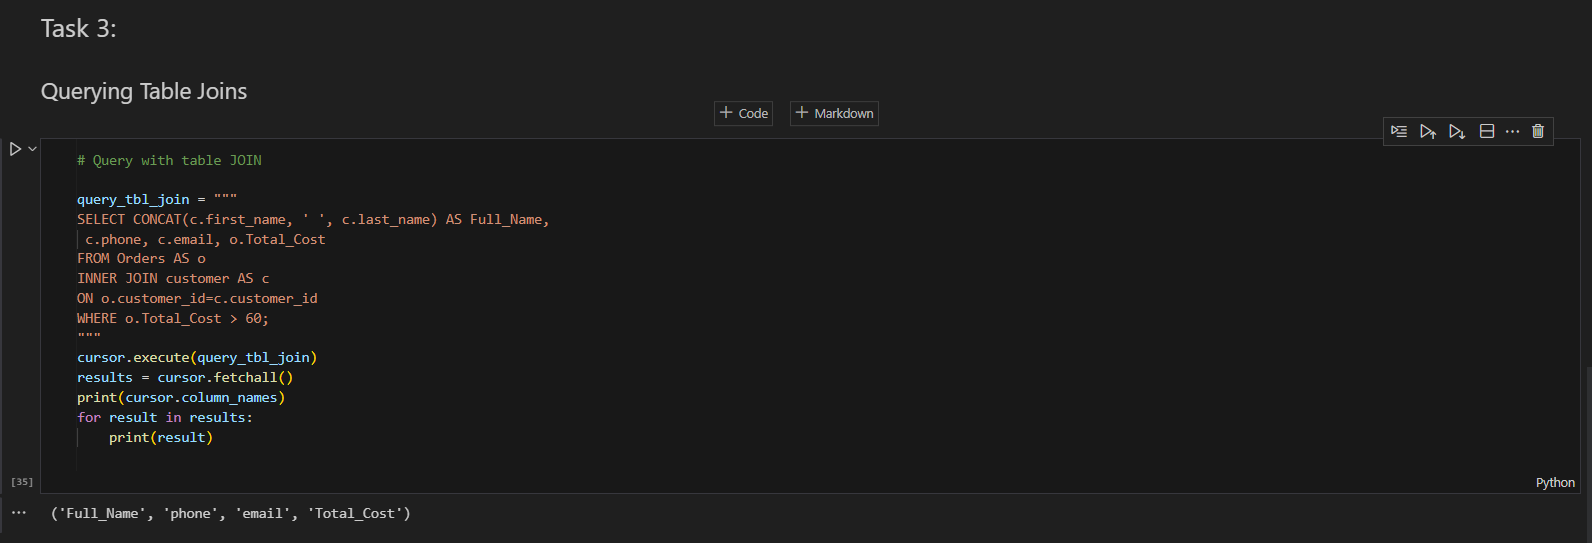 Task 3:
Querying Table Joins
+ Code + Markdown
# Query with table JOIN
query_tbl_join = """
SELECT CONCAT(c.first_name, ' ', c.last_name) AS Full_Name,
 c.phone, c.email, o.Total_Cost
FROM Orders AS o
INNER JOIN customer AS c
ON o.customer_id=c.customer_id
WHERE o.Total_Cost > 60;
"""
cursor.execute(query_tbl_join)
results = cursor.fetchall()
print(cursor.column_names)
for result in results:
    print(result)
[35]
Python
('Full_Name', 'phone', 'email', 'Total_Cost')